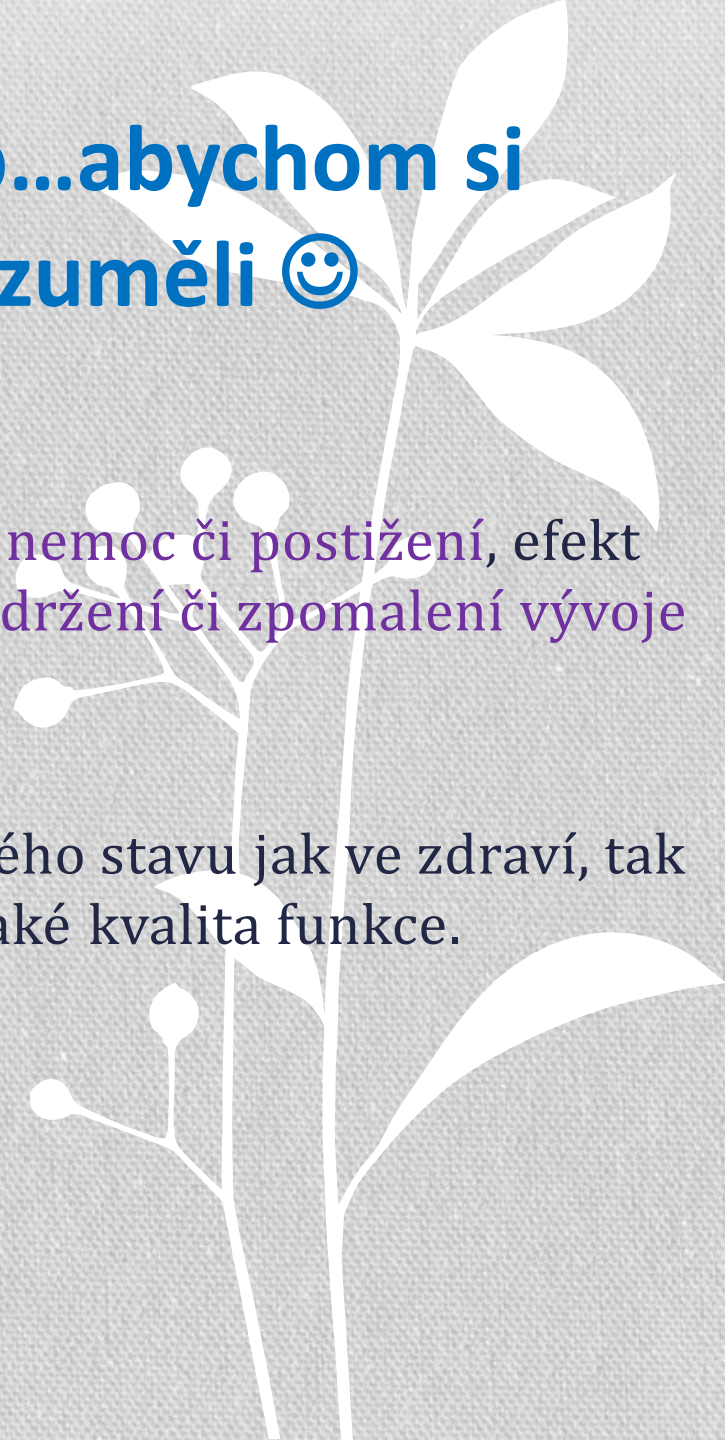 …abychom si
zuměli ☺
nemoc či postižení, efekt
držení či zpomalení vývoje
ého stavu jak ve zdraví, tak
aké kvalita funkce.